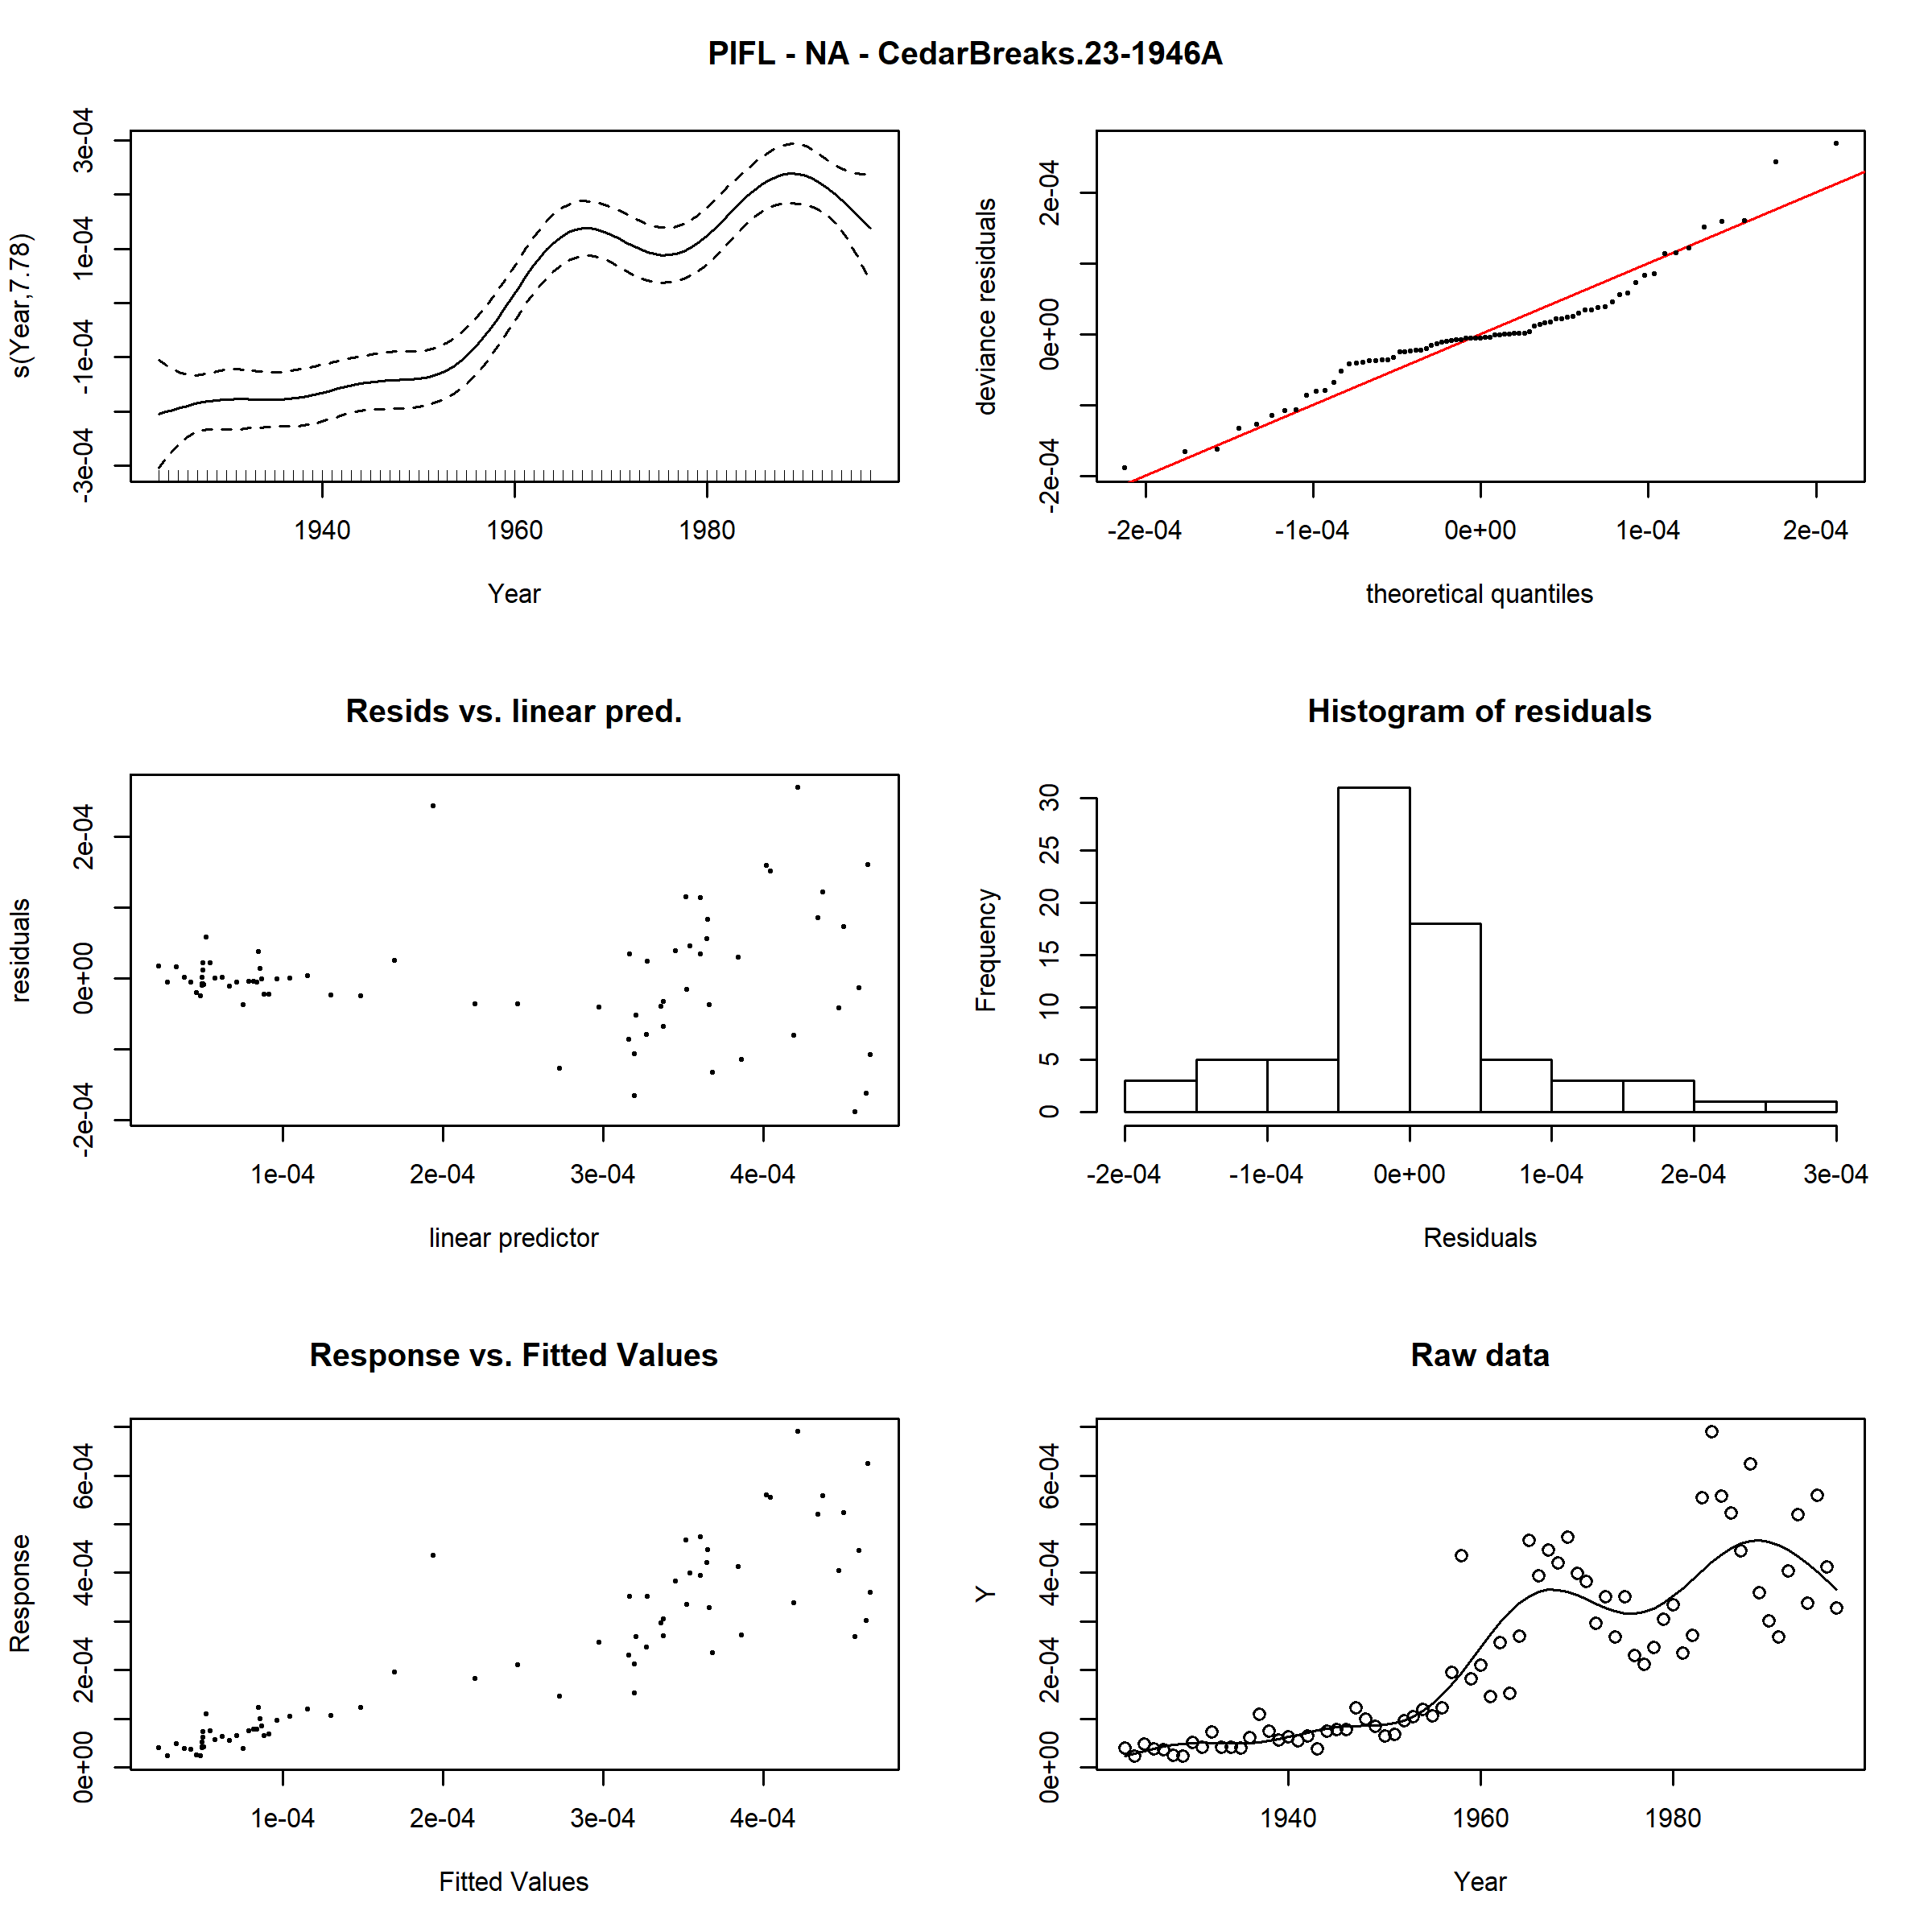 PIFL - NA - CedarBreaks.23-1946A
s(Year,7.78)
-3e-04 -1e-04 1e-04 3e-04
1940 1960 1980
Year
deviance residuals
-2e-04 0e+00 2e-04
-2e-04 -1e-04 0e+00 1e-04 2e-04
theoretical quantiles
Resids vs. linear pred.
residuals
-2e-04 0e+00 2e-04
1e-04 2e-04 3e-04 4e-04
linear predictor
Histogram of residuals
Frequency
0 5 10 15 20 25 30
-2e-04 -1e-04 0e+00 1e-04 2e-04 3e-04
Residuals
Response vs. Fitted Values
Response
0e+00 2e-04 4e-04 6e-04
1e-04 2e-04 3e-04 4e-04
Fitted Values
Raw data
Y
0e+00 2e-04 4e-04 6e-04
1940 1960 1980
Year